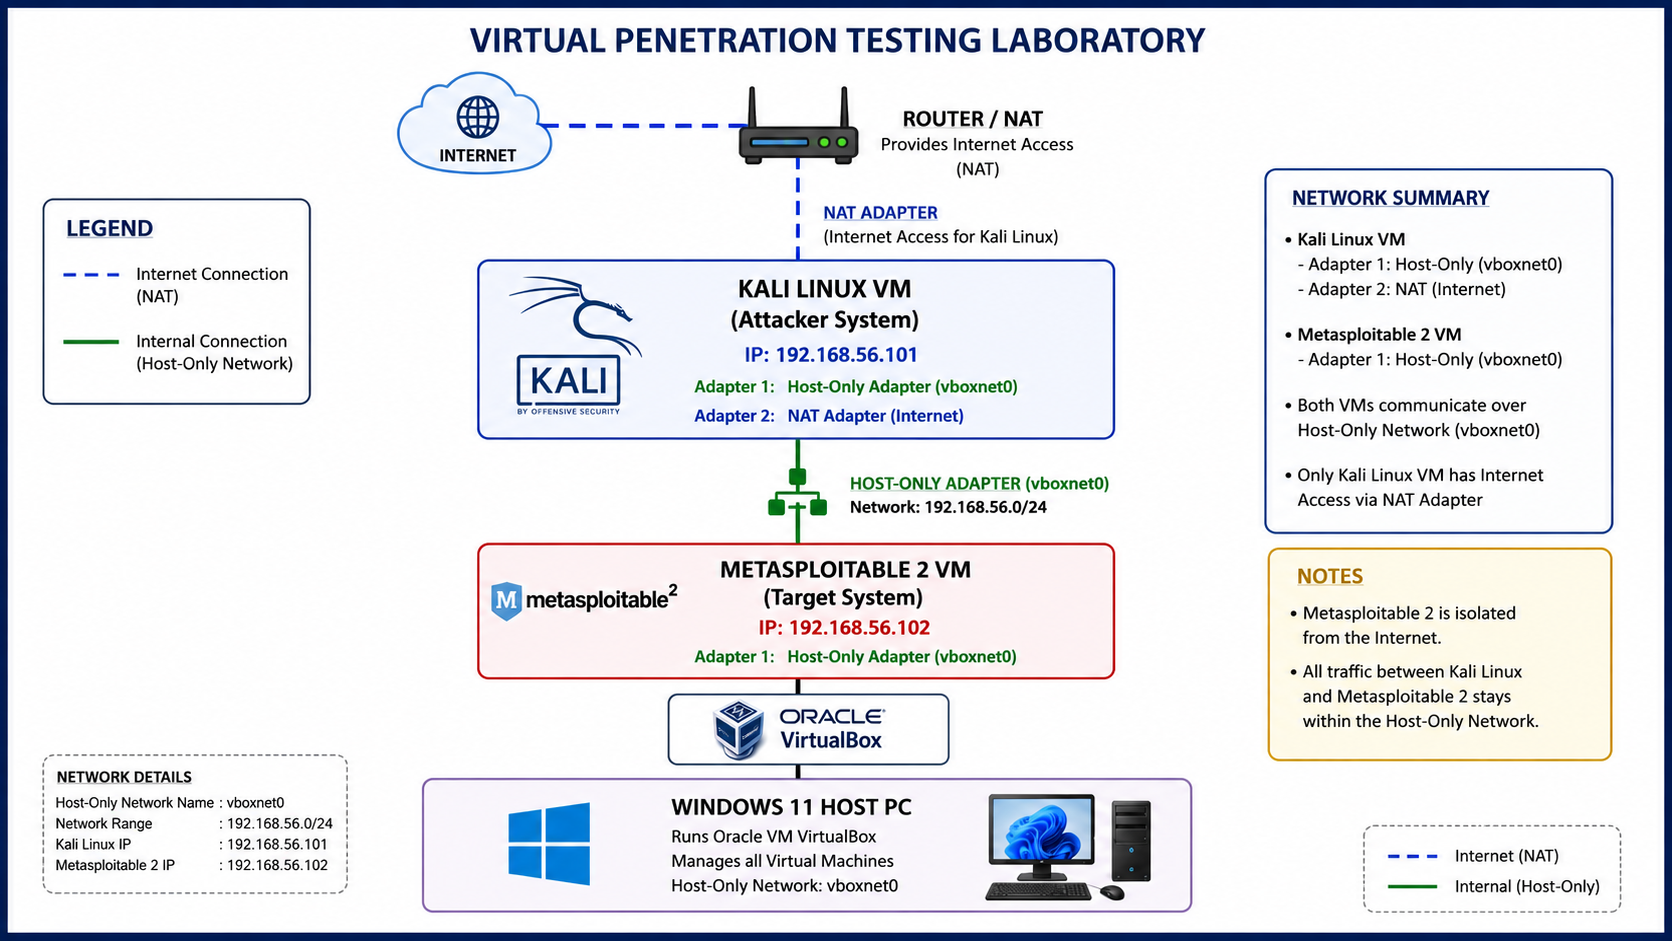 VIRTUAL PENETRATION TESTING LABORATORY
INTERNET
ROUTER / NAT
Provides Internet Access
(NAT)
NAT ADAPTER
(Internet Access for Kali Linux)
LEGEND
Internet Connection
(NAT)
Internal Connection
(Host-Only Network)
KALI LINUX VM
(Attacker System)
IP: 192.168.56.101
Adapter 1: Host-Only Adapter (vboxnet0)
Adapter 2: NAT Adapter (Internet)
KALI
BY OFFENSIVE SECURITY
HOST-ONLY ADAPTER (vboxnet0)
Network: 192.168.56.0/24
M metasploitable2
METASPLOITABLE 2 VM
(Target System)
IP: 192.168.56.102
Adapter 1: Host-Only Adapter (vboxnet0)
ORACLE®
VirtualBox
WINDOWS 11 HOST PC
Runs Oracle VM VirtualBox
Manages all Virtual Machines
Host-Only Network: vboxnet0
NETWORK SUMMARY
• Kali Linux VM
- Adapter 1: Host-Only (vboxnet0)
- Adapter 2: NAT (Internet)
• Metasploitable 2 VM
- Adapter 1: Host-Only (vboxnet0)
• Both VMs communicate over
Host-Only Network (vboxnet0)
• Only Kali Linux VM has Internet
Access via NAT Adapter
NOTES
• Metasploitable 2 is isolated
from the Internet.
• All traffic between Kali Linux
and Metasploitable 2 stays
within the Host-Only Network.
NETWORK DETAILS
Host-Only Network Name : vboxnet0
Network Range : 192.168.56.0/24
Kali Linux IP : 192.168.56.101
Metasploitable 2 IP : 192.168.56.102
Internet (NAT)
Internal (Host-Only)